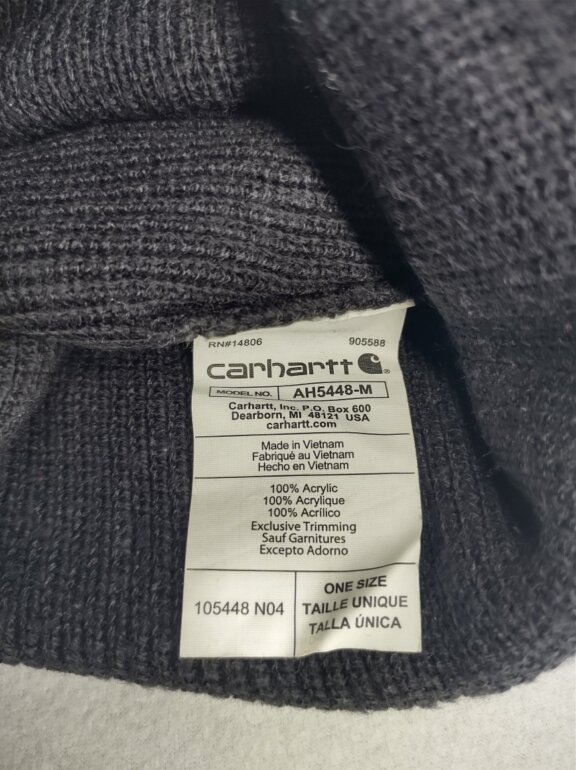 RN#14806 905588
carhartt
MODEL NO. AH5448-M
Carhartt, Inc. P.O. Box 600
Dearborn, MI 48121 USA
carhartt.com
Made in Vietnam
Fabriqué au Vietnam
Hecho en Vietnam
100% Acrylic
100% Acrylique
100% Acrílico
Exclusive Trimming
Sauf Garnitures
Excepto Adorno
105448 N04
ONE SIZE
TAILLE UNIQUE
TALLA ÚNICA